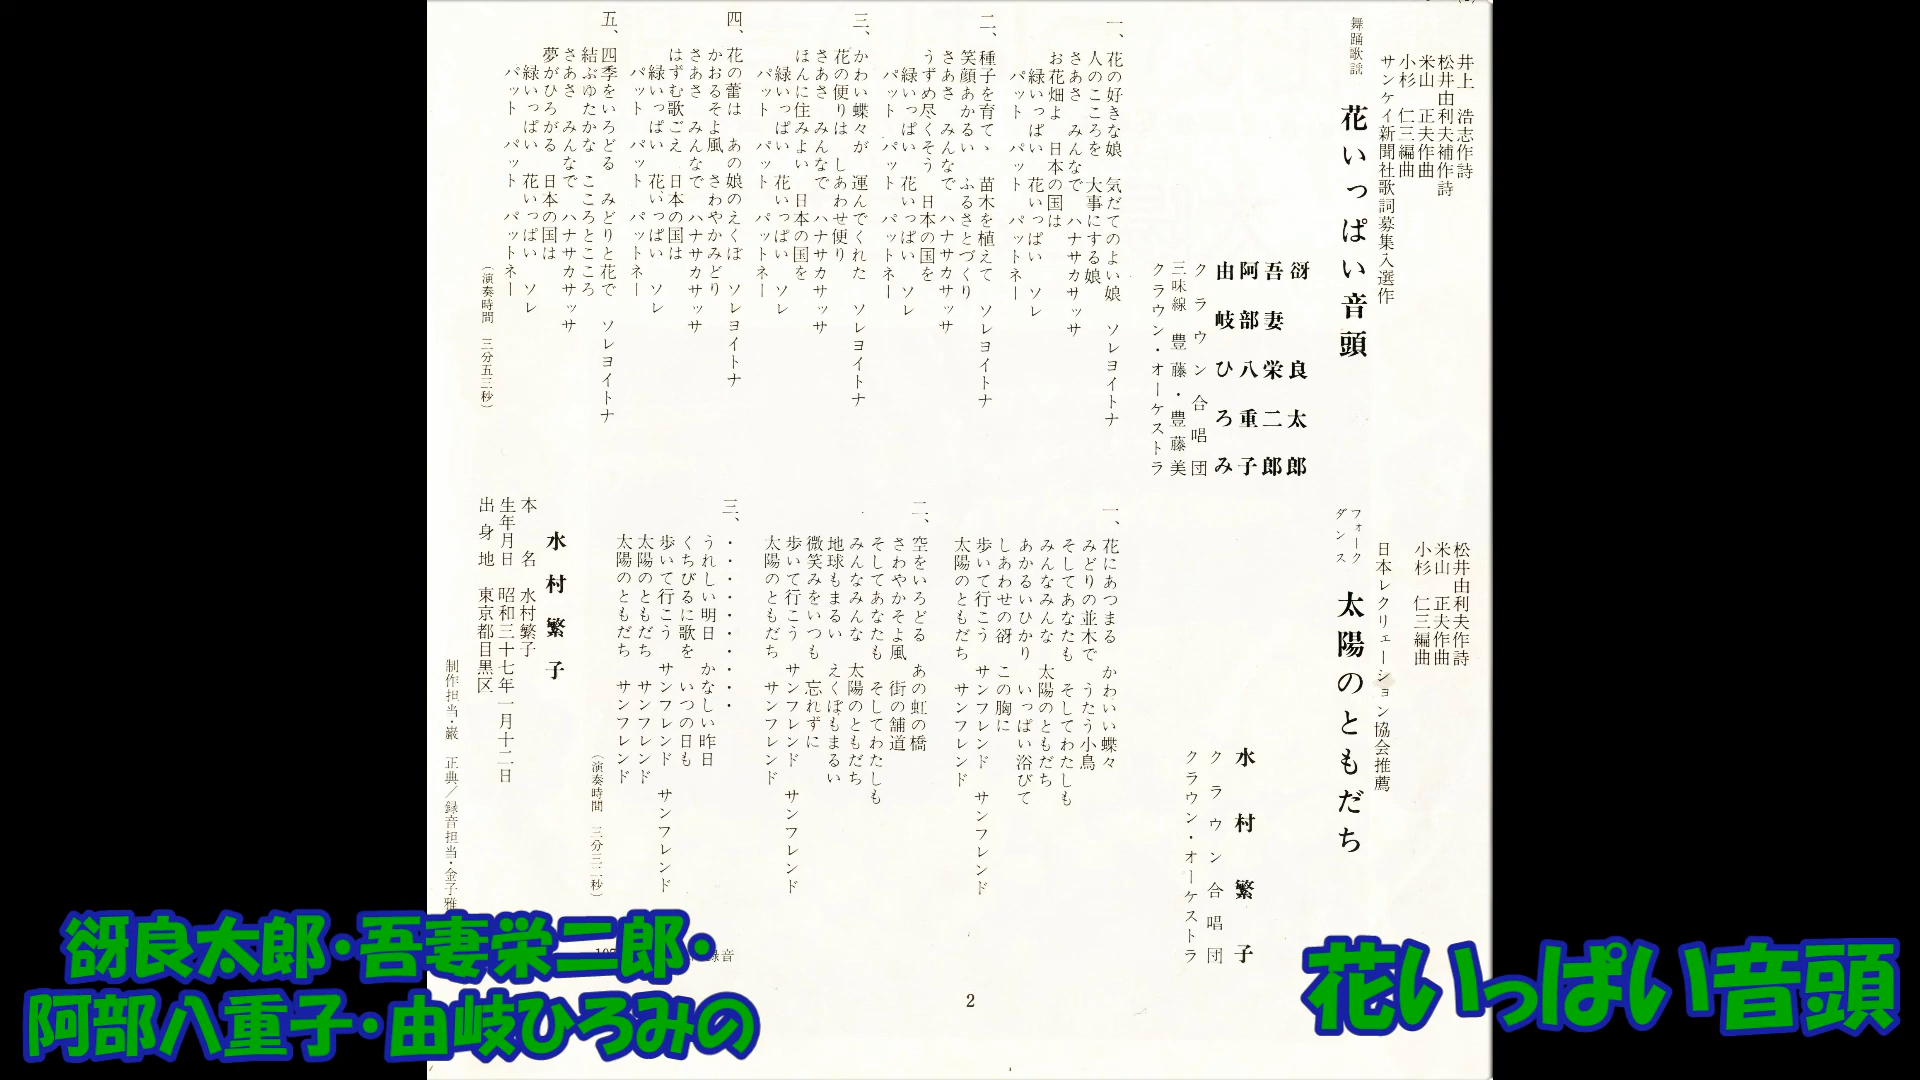 井上 浩志作詩
松井由利夫補作詩
米山 正夫作曲
小杉 仁三編曲
サンケイ新聞社歌詞募集入選作
舞踊歌謡
花いっぱい音頭
谺 良太郎
吾妻栄二郎
阿部八重子
由岐ひろみ
クラウン合唱団
三味線 豊藤・豊藤美
クラウン・オーケストラ
一、花の好きな娘 気だてのよい娘 ソレヨイトナ
人のこころを 大事にする娘
さあさ みんなで ハナサカサッサ
お花畑よ 日本の国は
緑いっぱい 花いっぱい ソレ
パット パット パットネー
二、種子を育て、 苗木を植えて ソレヨイトナ
笑顔あかるい ふるさとづくり
さあさ みんなで ハナサカサッサ
うずめ尽くそう 日本の国を
緑いっぱい 花いっぱい ソレ
パット パット パットネー
三、かわい蝶々が 運んでくれた ソレヨイトナ
花の便りは しあわせ便り
さあさ みんなで ハナサカサッサ
ほんに住みよい 日本の国を
緑いっぱい 花いっぱい ソレ
パット パット パットネー
四、花の蕾は あの娘のえくぼ ソレヨイトナ
かおるそよ風 さわやかみどり
さあさ みんなで ハナサカサッサ
はずむ歌ごえ 日本の国は
緑いっぱい 花いっぱい ソレ
パット パット パットネー
五、四季をいろどる みどりと花で ソレヨイトナ
結ぶゆたかな こころとこころ
さあさ みんなで ハナサカサッサ
夢がひろがる 日本の国は
緑いっぱい 花いっぱい ソレ
パット パット パットネー
(演奏時間 三分五三秒)
松井由利夫作詩
米山 正夫作曲
小杉 仁三編曲
日本レクリェーション協会推薦
フォークダンス
太陽のともだち
水村繁子
クラウン合唱団
クラウン・オーケストラ
一、花にあつまる かわいい蝶々
みどりの並木で うたう小鳥
そしてあなたも そしてわたしも
みんなみんな 太陽のともだち
あかるいひかり いっぱい浴びて
しあわせの谺 この胸に
歩いて行こう サンフレンド サンフレンド
太陽のともだち サンフレンド
二、空をいろどる あの虹の橋
さわやかそよ風 街の舗道
そしてあなたも そしてわたしも
みんなみんな 太陽のともだち
地球もまるい えくぼもまるい
微笑みをいつも 忘れずに
歩いて行こう サンフレンド サンフレンド
太陽のともだち サンフレンド
三、・・・・・・・・・・
うれしい明日 かなしい昨日
くちびるに歌を いつの日も
歩いて行こう サンフレンド サンフレンド
太陽のともだち サンフレンド
太陽のともだち サンフレンド
(演奏時間 三分三二秒)
水村繁子
本名 水村繁子
生年月日 昭和三十七年一月十二日
出身地 東京都目黒区
制作担当・巌 正典/録音担当・金子雅
録音
2
谺良太郎・吾妻栄二郎・
阿部八重子・由岐ひろみの
花いっぱい音頭